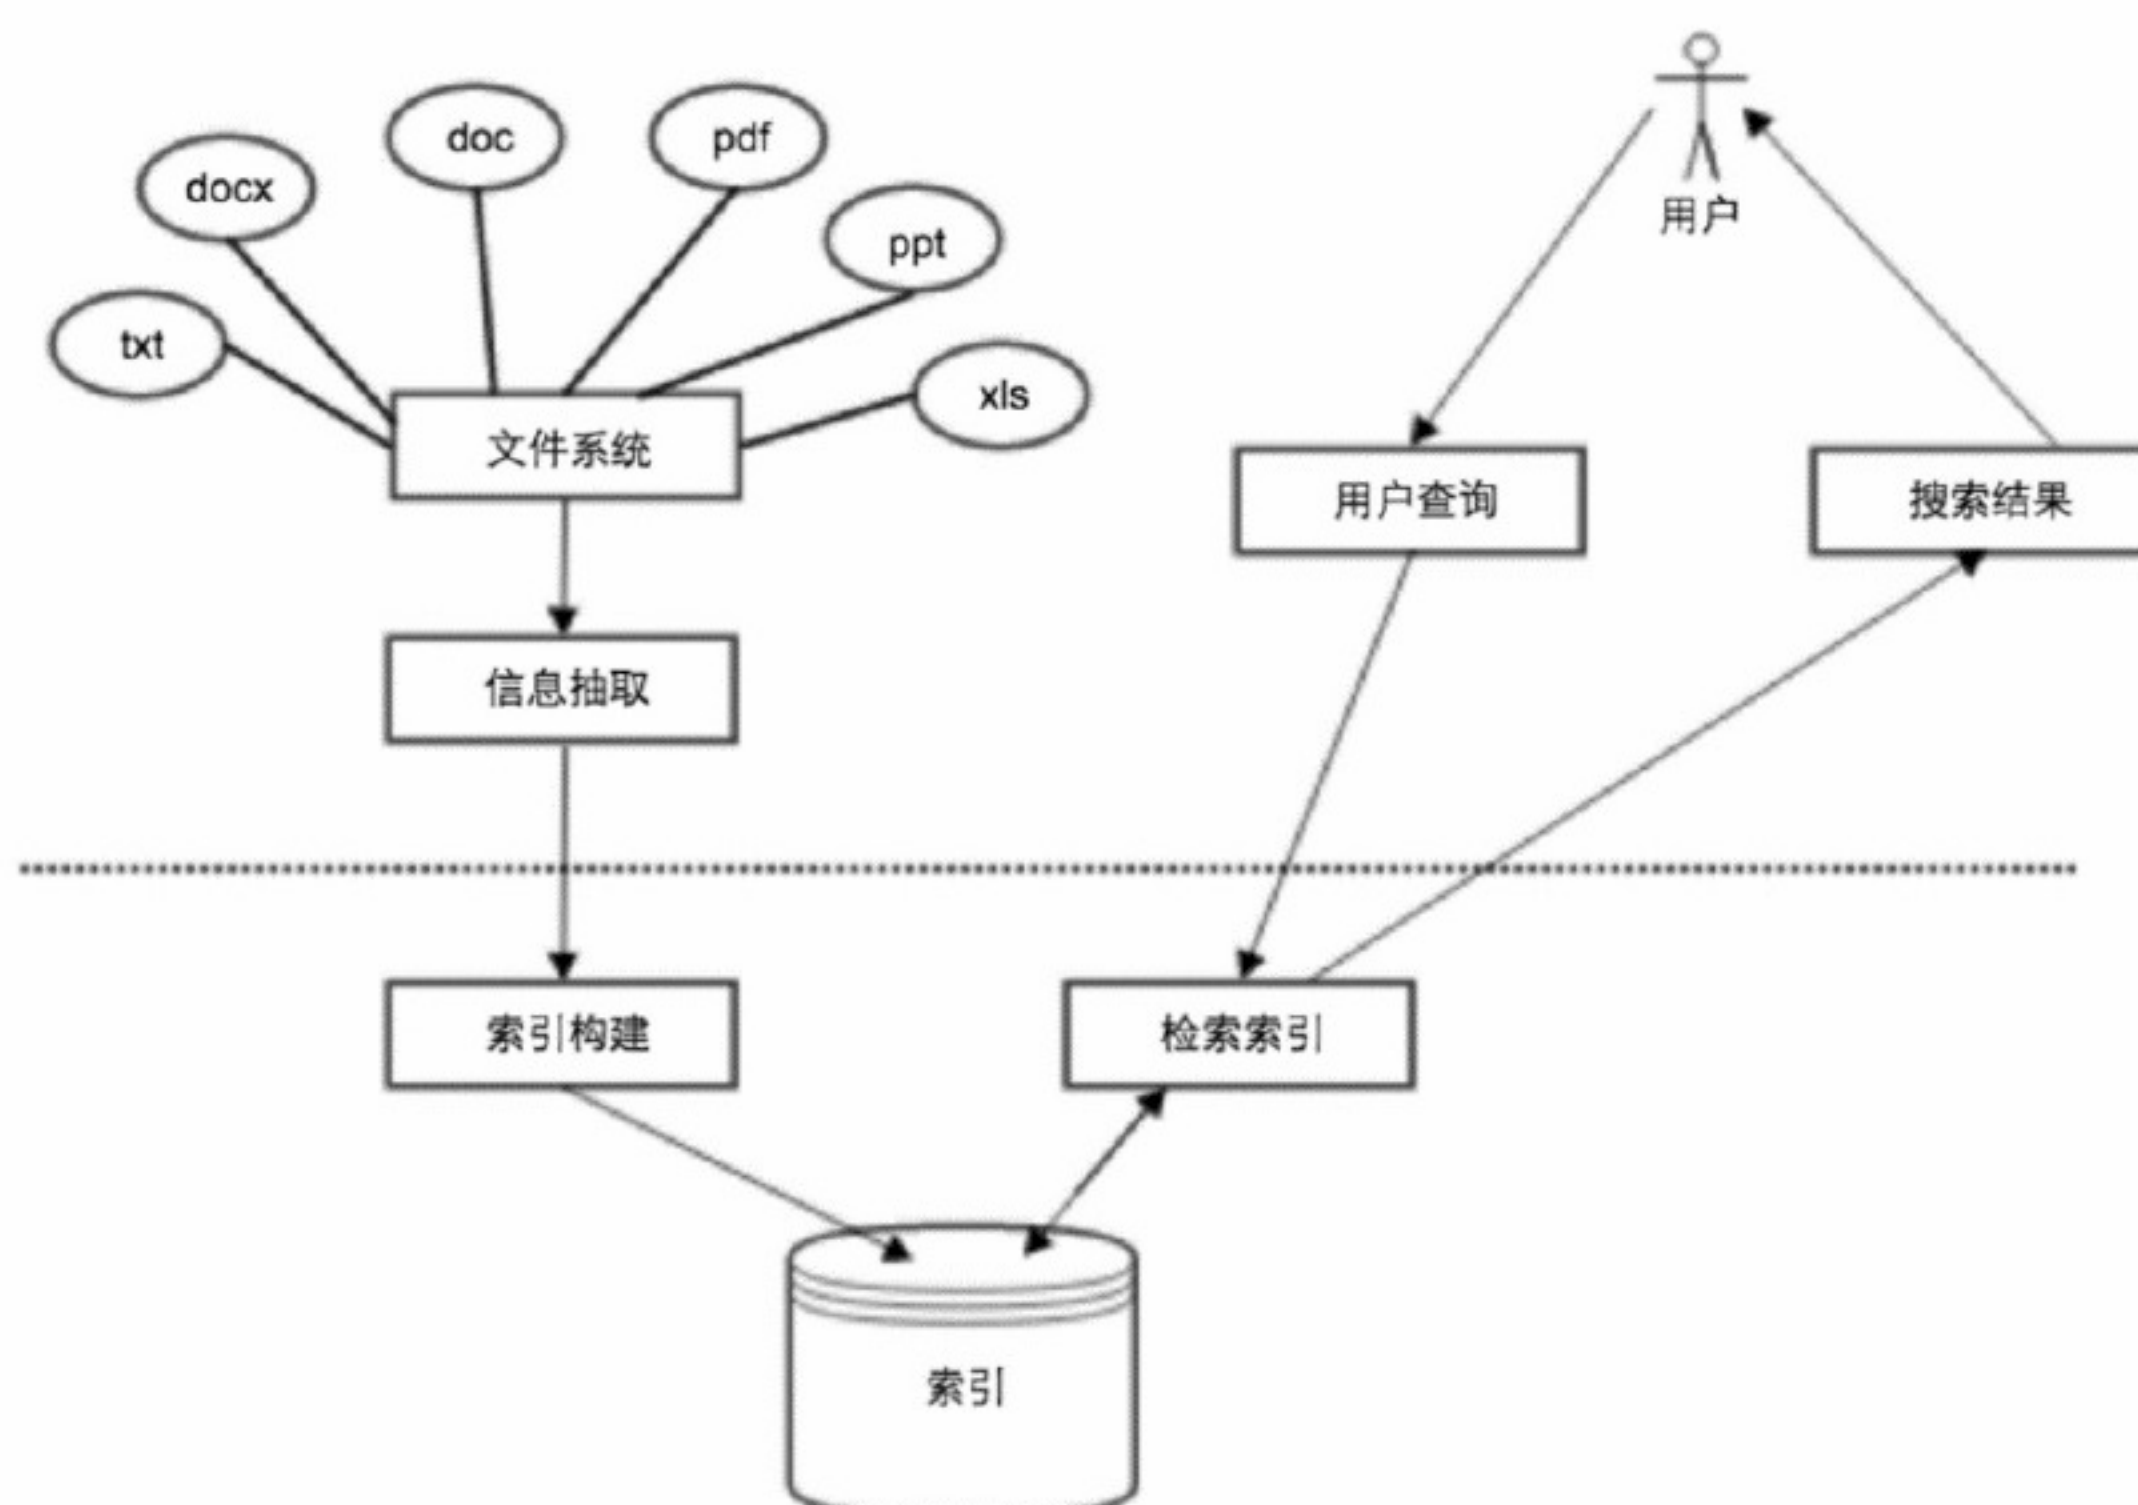 doc
pdf
docx
ppt
txt
xls
用户
文件系统
用户查询
搜索结果
信息抽取
索引构建
检索索引
索引